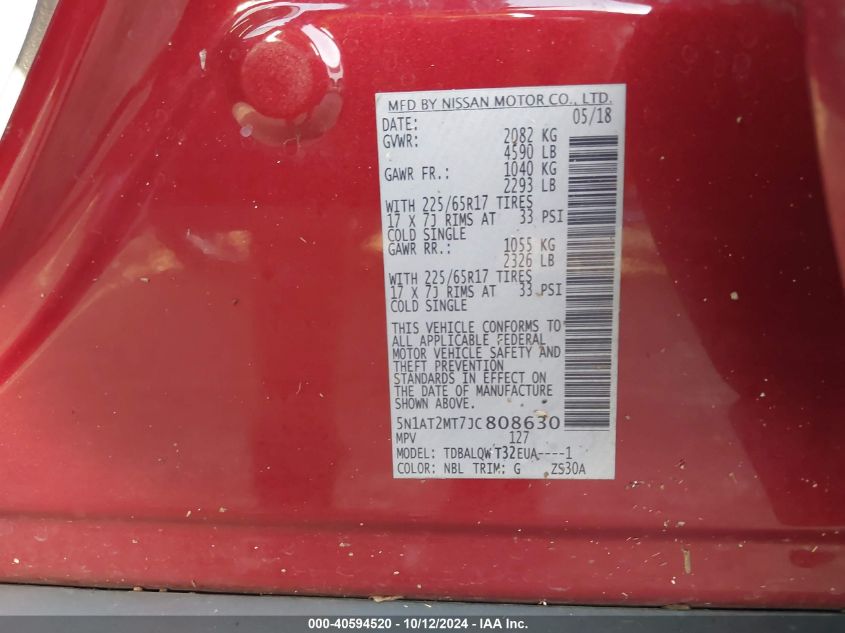 MFD BY NISSAN MOTOR CO., LTD.
DATE: 05/18
GVWR: 2082 KG
4590 LB
GAWR FR.: 1040 KG
2293 LB
WITH 225/65R17 TIRES
17 X 7J RIMS AT 33 PSI
COLD SINGLE
GAWR RR.: 1055 KG
2326 LB
WITH 225/65R17 TIRES
17 X 7J RIMS AT 33 PSI
COLD SINGLE
THIS VEHICLE CONFORMS TO
ALL APPLICABLE FEDERAL
MOTOR VEHICLE SAFETY AND
THEFT PREVENTION
STANDARDS IN EFFECT ON
THE DATE OF MANUFACTURE
SHOWN ABOVE.
5N1AT2MT7JC808630
MPV 127
MODEL: TDBALQWT32EUA----1
COLOR: NBL TRIM: G ZS30A
000-40594520 - 10/12/2024 - IAAI Inc.